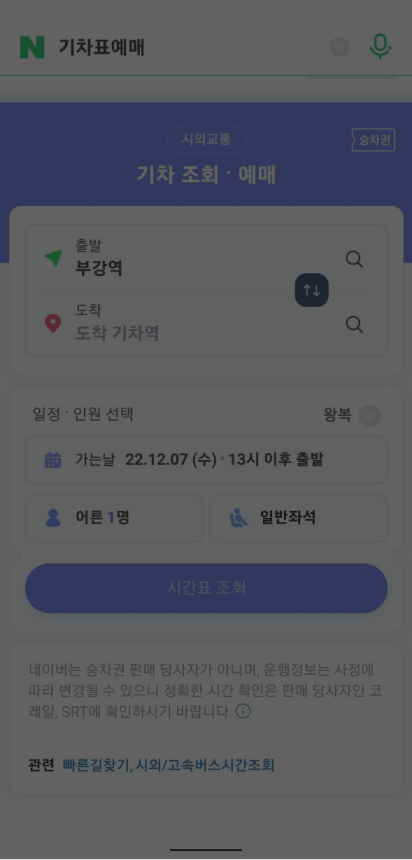 N 기차표예매
시외교통
승차권
기차 조회 · 예매
출발
부강역
도착
도착 기차역
일정 · 인원 선택
왕복
가는날 22.12.07 (수) · 13시 이후 출발
어른 1명
일반좌석
시간표 조회
네이버는 승차권 판매 당사자가 아니며, 운행정보는 사정에
따라 변경될 수 있으니 정확한 시간 확인은 판매 당사자인 코
레일, SRT에 확인하시기 바랍니다.
관련 빠른길찾기, 시외/고속버스시간조회